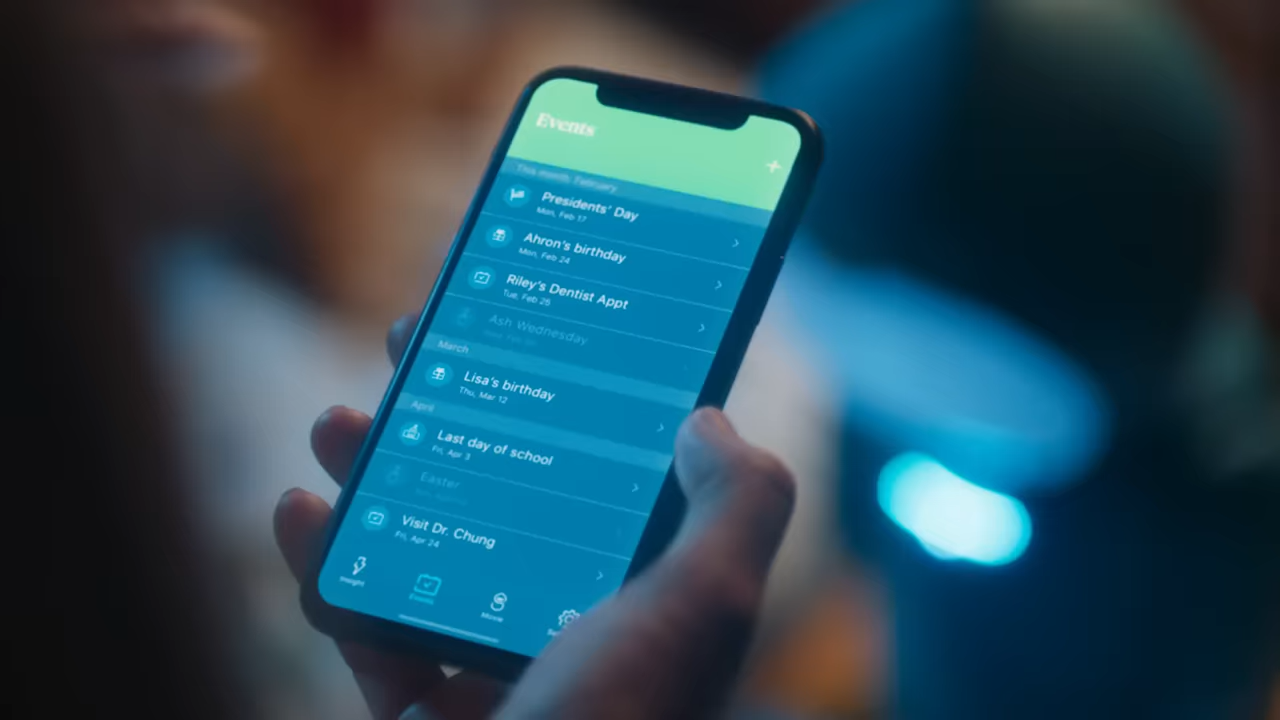 Events
+
This month: February
Presidents' Day
Mon, Feb 17
Ahron's birthday
Mon, Feb 24
Riley's Dentist Appt
Tue, Feb 25
Ash Wednesday
March
Lisa's birthday
Thu, Mar 12
April
Last day of school
Fri, Apr 3
Easter
Visit Dr. Chung
Fri, Apr 24
Insight
Events
Movie